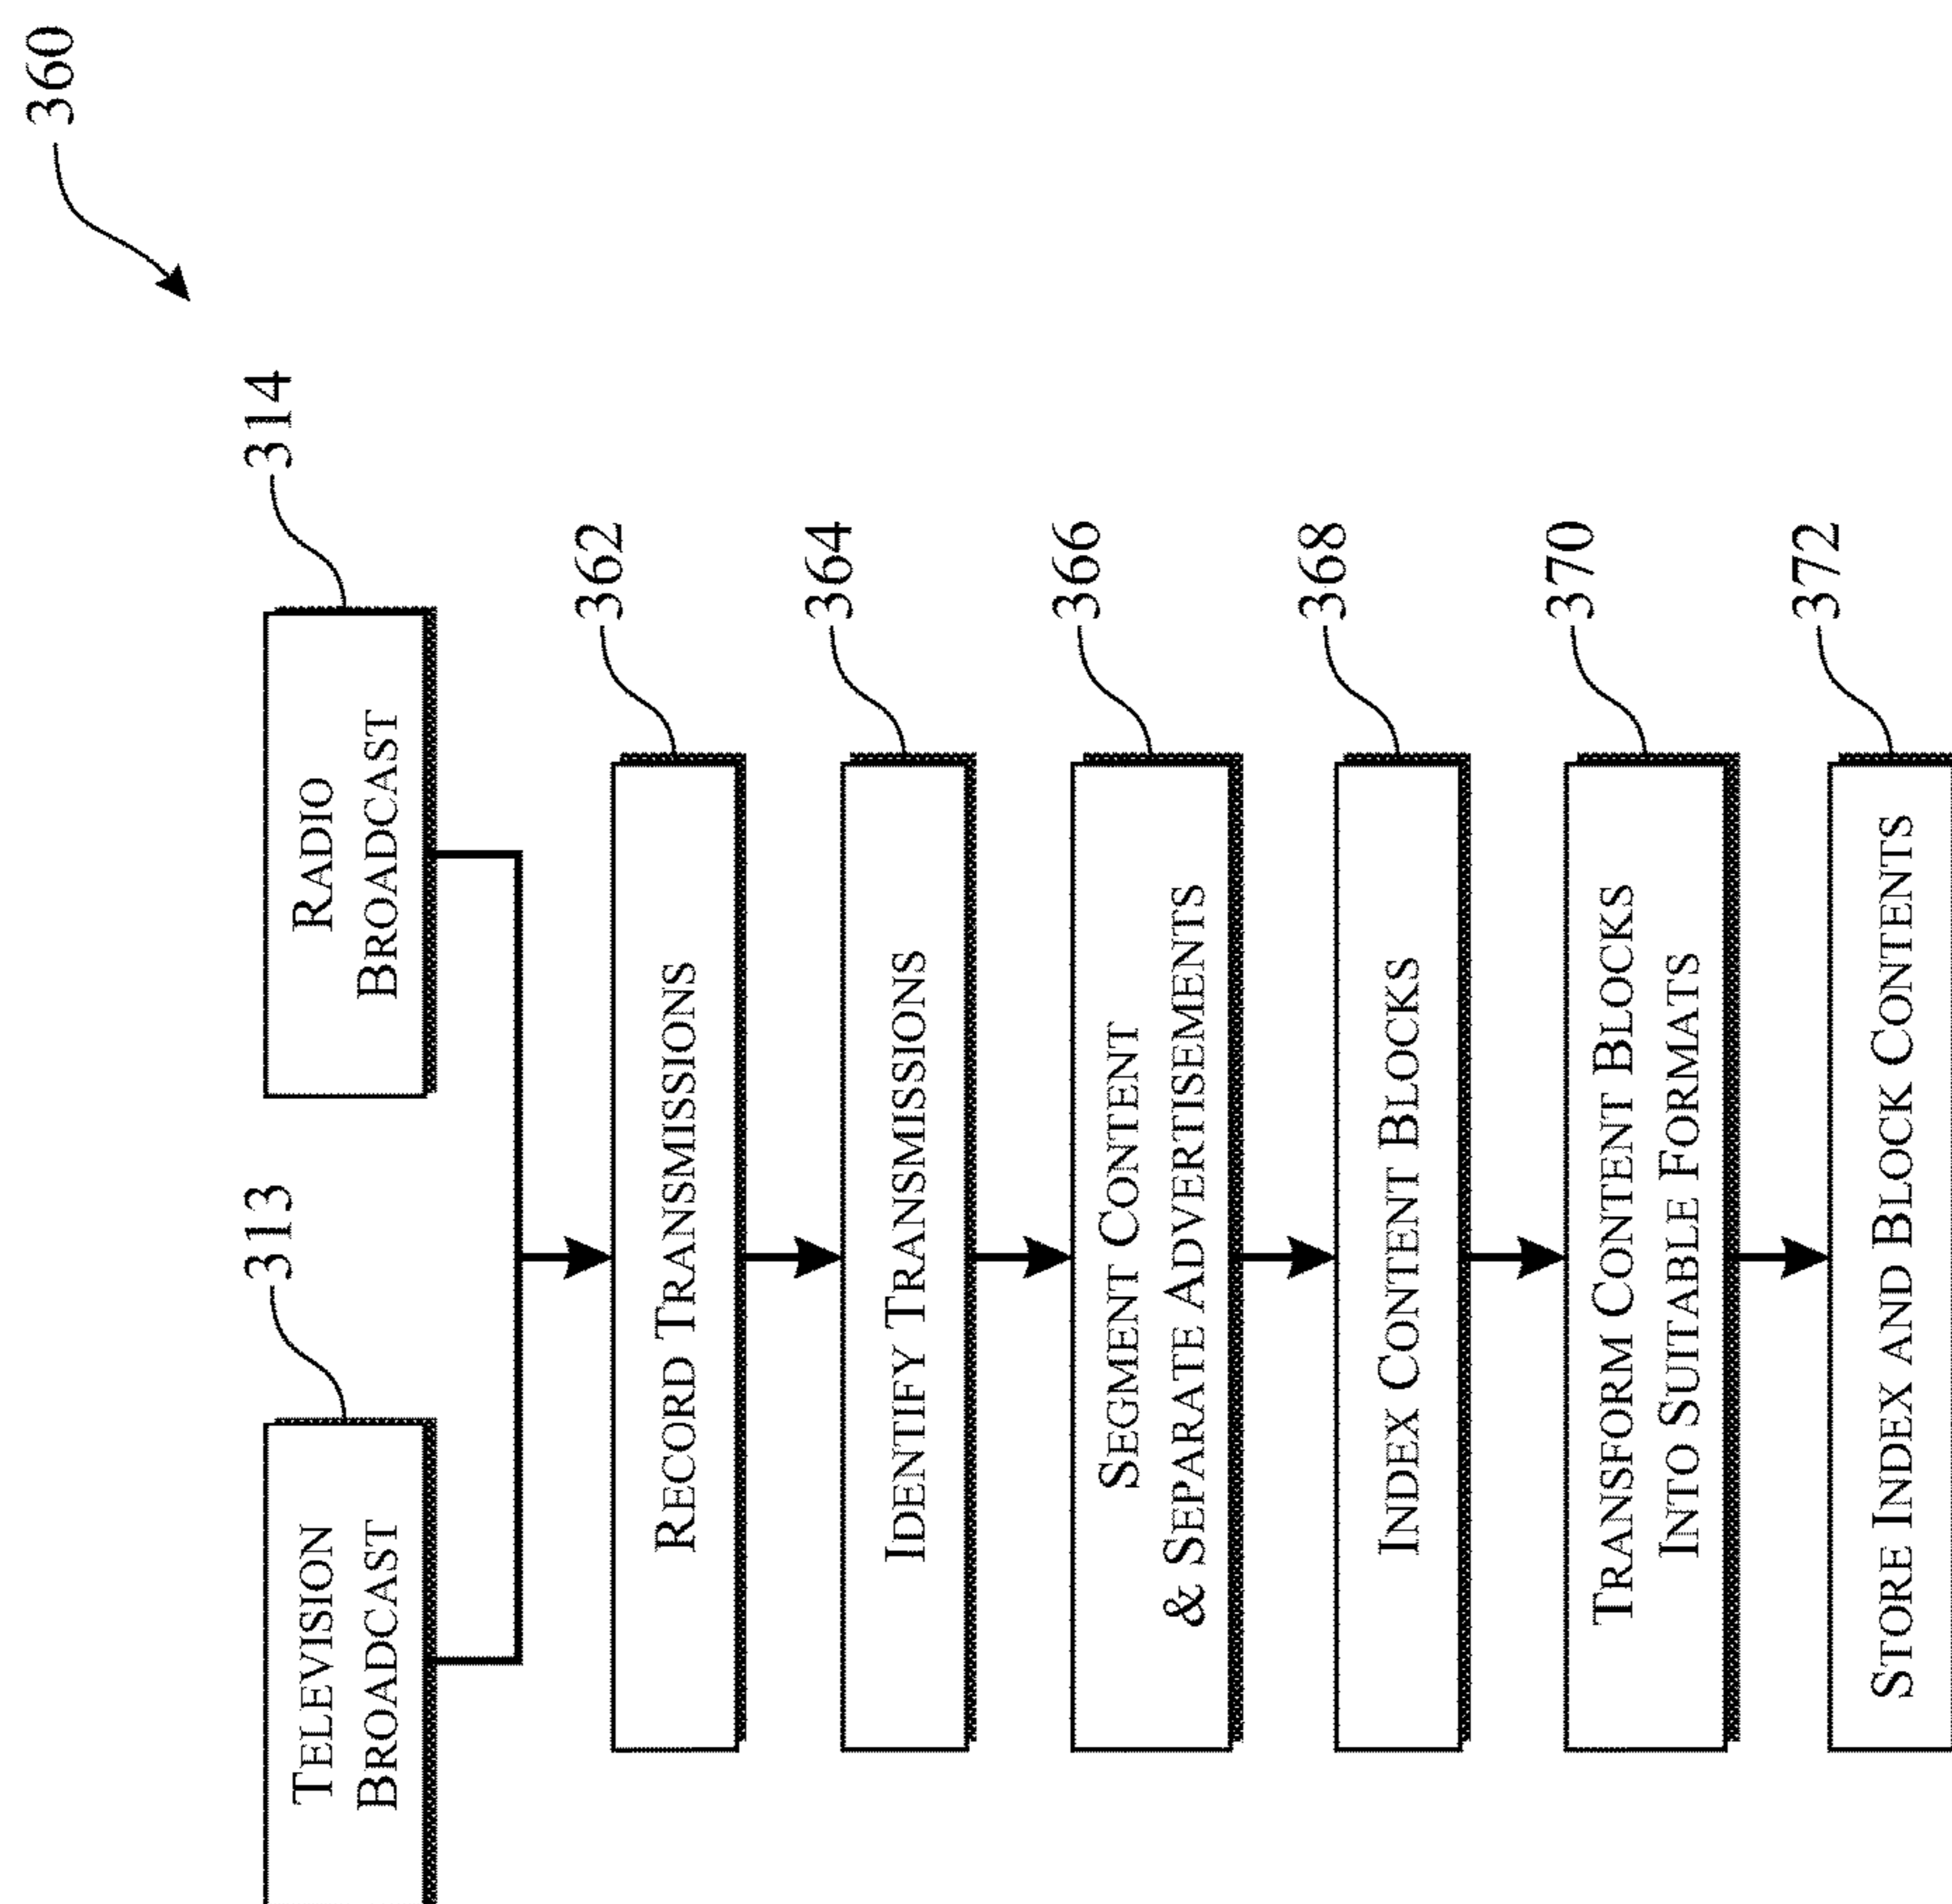 360
313
TELEVISION
BROADCAST
314
RADIO
BROADCAST
362
RECORD TRANSMISSIONS
364
IDENTIFY TRANSMISSIONS
366
SEGMENT CONTENT
& SEPARATE ADVERTISEMENTS
368
INDEX CONTENT BLOCKS
370
TRANSFORM CONTENT BLOCKS
INTO SUITABLE FORMATS
372
STORE INDEX AND BLOCK CONTENTS